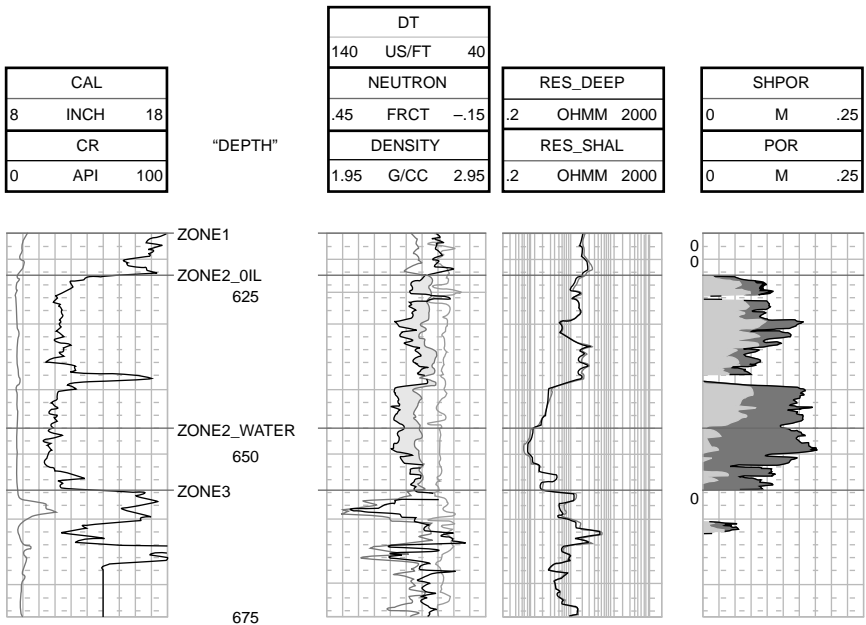 DT
140 US/FT 40
CAL
NEUTRON
RES_DEEP
SHPOR
8 INCH 18
.45 FRCT –.15
.2 OHMM 2000
0 M .25
CR
"DEPTH"
DENSITY
RES_SHAL
POR
0 API 100
1.95 G/CC 2.95
.2 OHMM 2000
0 M .25
ZONE1
0
0
ZONE2_0IL
625
ZONE2_WATER
650
ZONE3
0
675